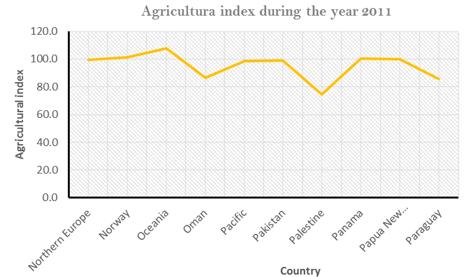 Agricultura index during the year 2011
120.0
100.0
80.0
60.0
40.0
20.0
0.0
Agricultural index
Northern Europe
Norway
Oceania
Oman
Pacific
Pakistan
Palestine
Panama
Papua New...
Paraguay
Country